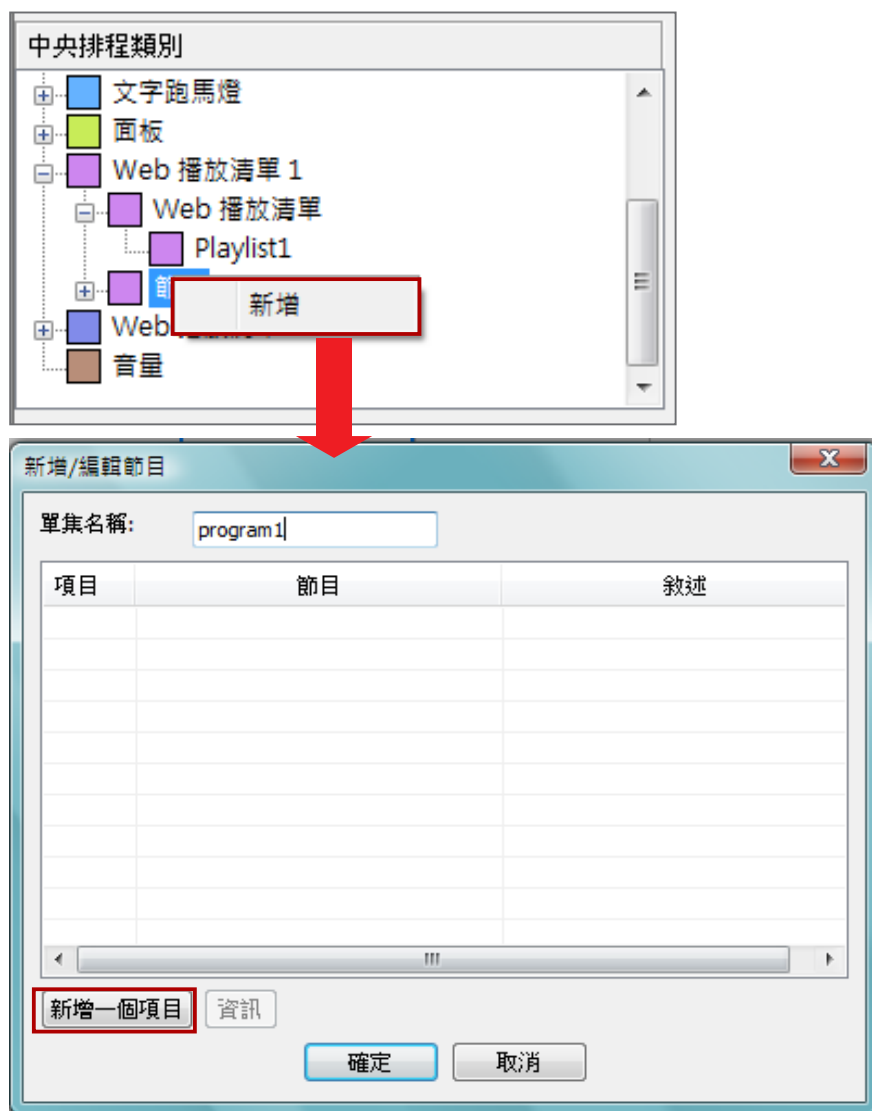 中央排程類別
文字跑馬燈
面板
Web 播放清單 1
Web 播放清單
Playlist1
新增
Web
音量
新增/編輯節目
單集名稱:
program1
項目 節目 敘述
新增一個項目 資訊
確定 取消